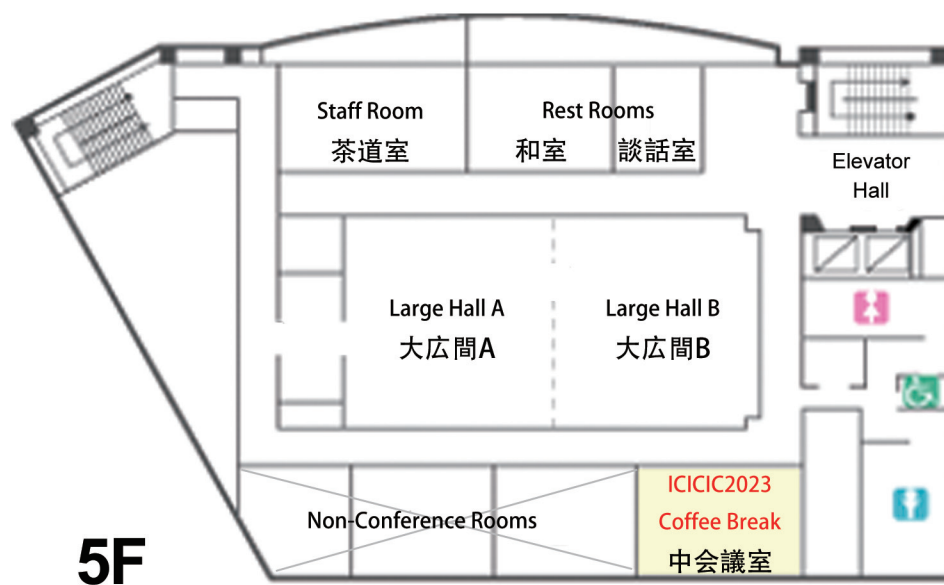 Staff Room
茶道室
Rest Rooms
和室
談話室
Elevator
Hall
Large Hall A
大広間A
Large Hall B
大広間B
Non-Conference Rooms
ICICIC2023
Coffee Break
中会議室
5F